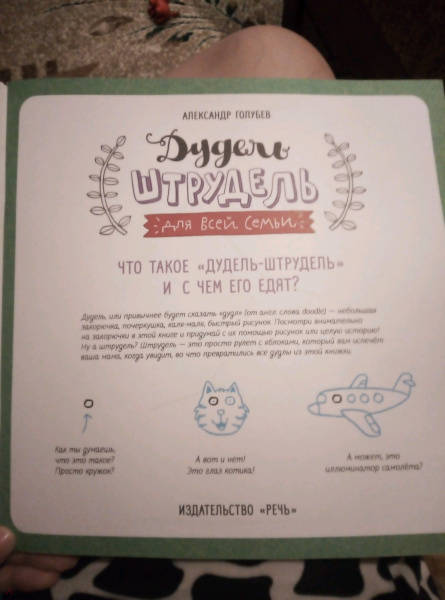 АЛЕКСАНДР ГОЛУБЕВ
Дудель
ШТРУДЕЛЬ
для всей семьи
ЧТО ТАКОЕ «ДУДЕЛЬ-ШТРУДЕЛЬ»
И С ЧЕМ ЕГО ЕДЯТ?
Дудель, или привычнее будет сказать «дудл» (от англ. слова doodle) — небольшая
закорючка, почеркушка, каля-маля, быстрый рисунок. Посмотри внимательно
на закорючки в этой книге и придумай с их помощью рисунок или целую историю!
Ну а штрудель? Штрудель — это просто рулет с яблоками, который вам испечёт
ваша мама, когда увидит, во что превратились все дудлы из этой книжки.
Как ты думаешь,
что это такое?
Просто кружок?
А вот и нет!
Это глаз котика!
А может, это
иллюминатор самолёта?
ИЗДАТЕЛЬСТВО «РЕЧЬ»